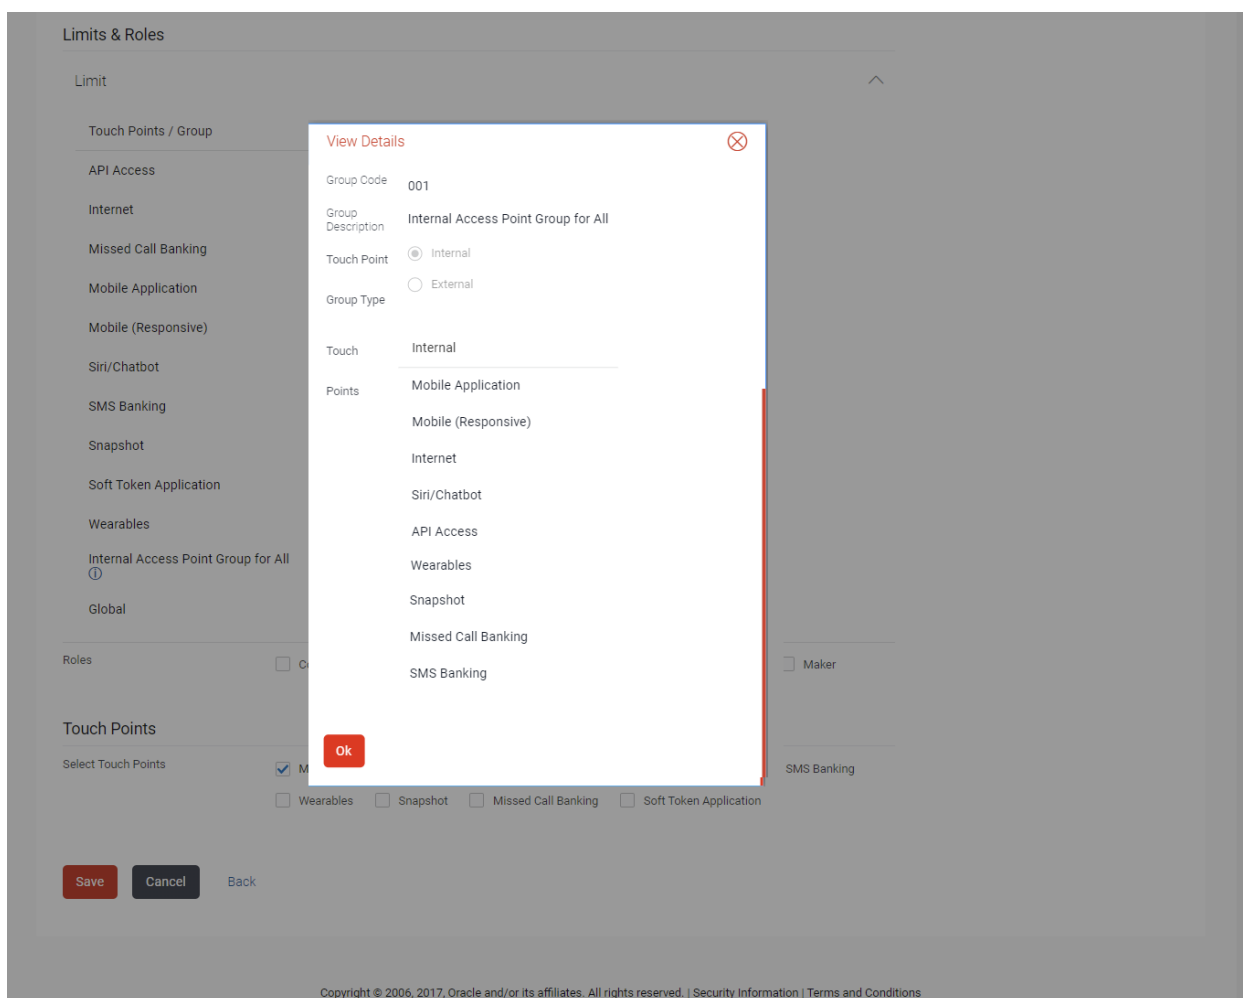 Limits & Roles
Limit
Touch Points / Group
API Access
Internet
Missed Call Banking
Mobile Application
Mobile (Responsive)
Siri/Chatbot
SMS Banking
Snapshot
Soft Token Application
Wearables
Internal Access Point Group for All
Global
View Details
Group Code 001
Group
Description
Internal Access Point Group for All
Touch Point
Group Type
Internal
External
Touch
Points
Internal
Mobile Application
Mobile (Responsive)
Internet
Siri/Chatbot
API Access
Wearables
Snapshot
Missed Call Banking
SMS Banking
Ok
Roles
Maker
Touch Points
Select Touch Points
SMS Banking
Wearables Snapshot Missed Call Banking Soft Token Application
Save Cancel Back
Copyright © 2006, 2017, Oracle and/or its affiliates. All rights reserved. | Security Information | Terms and Conditions